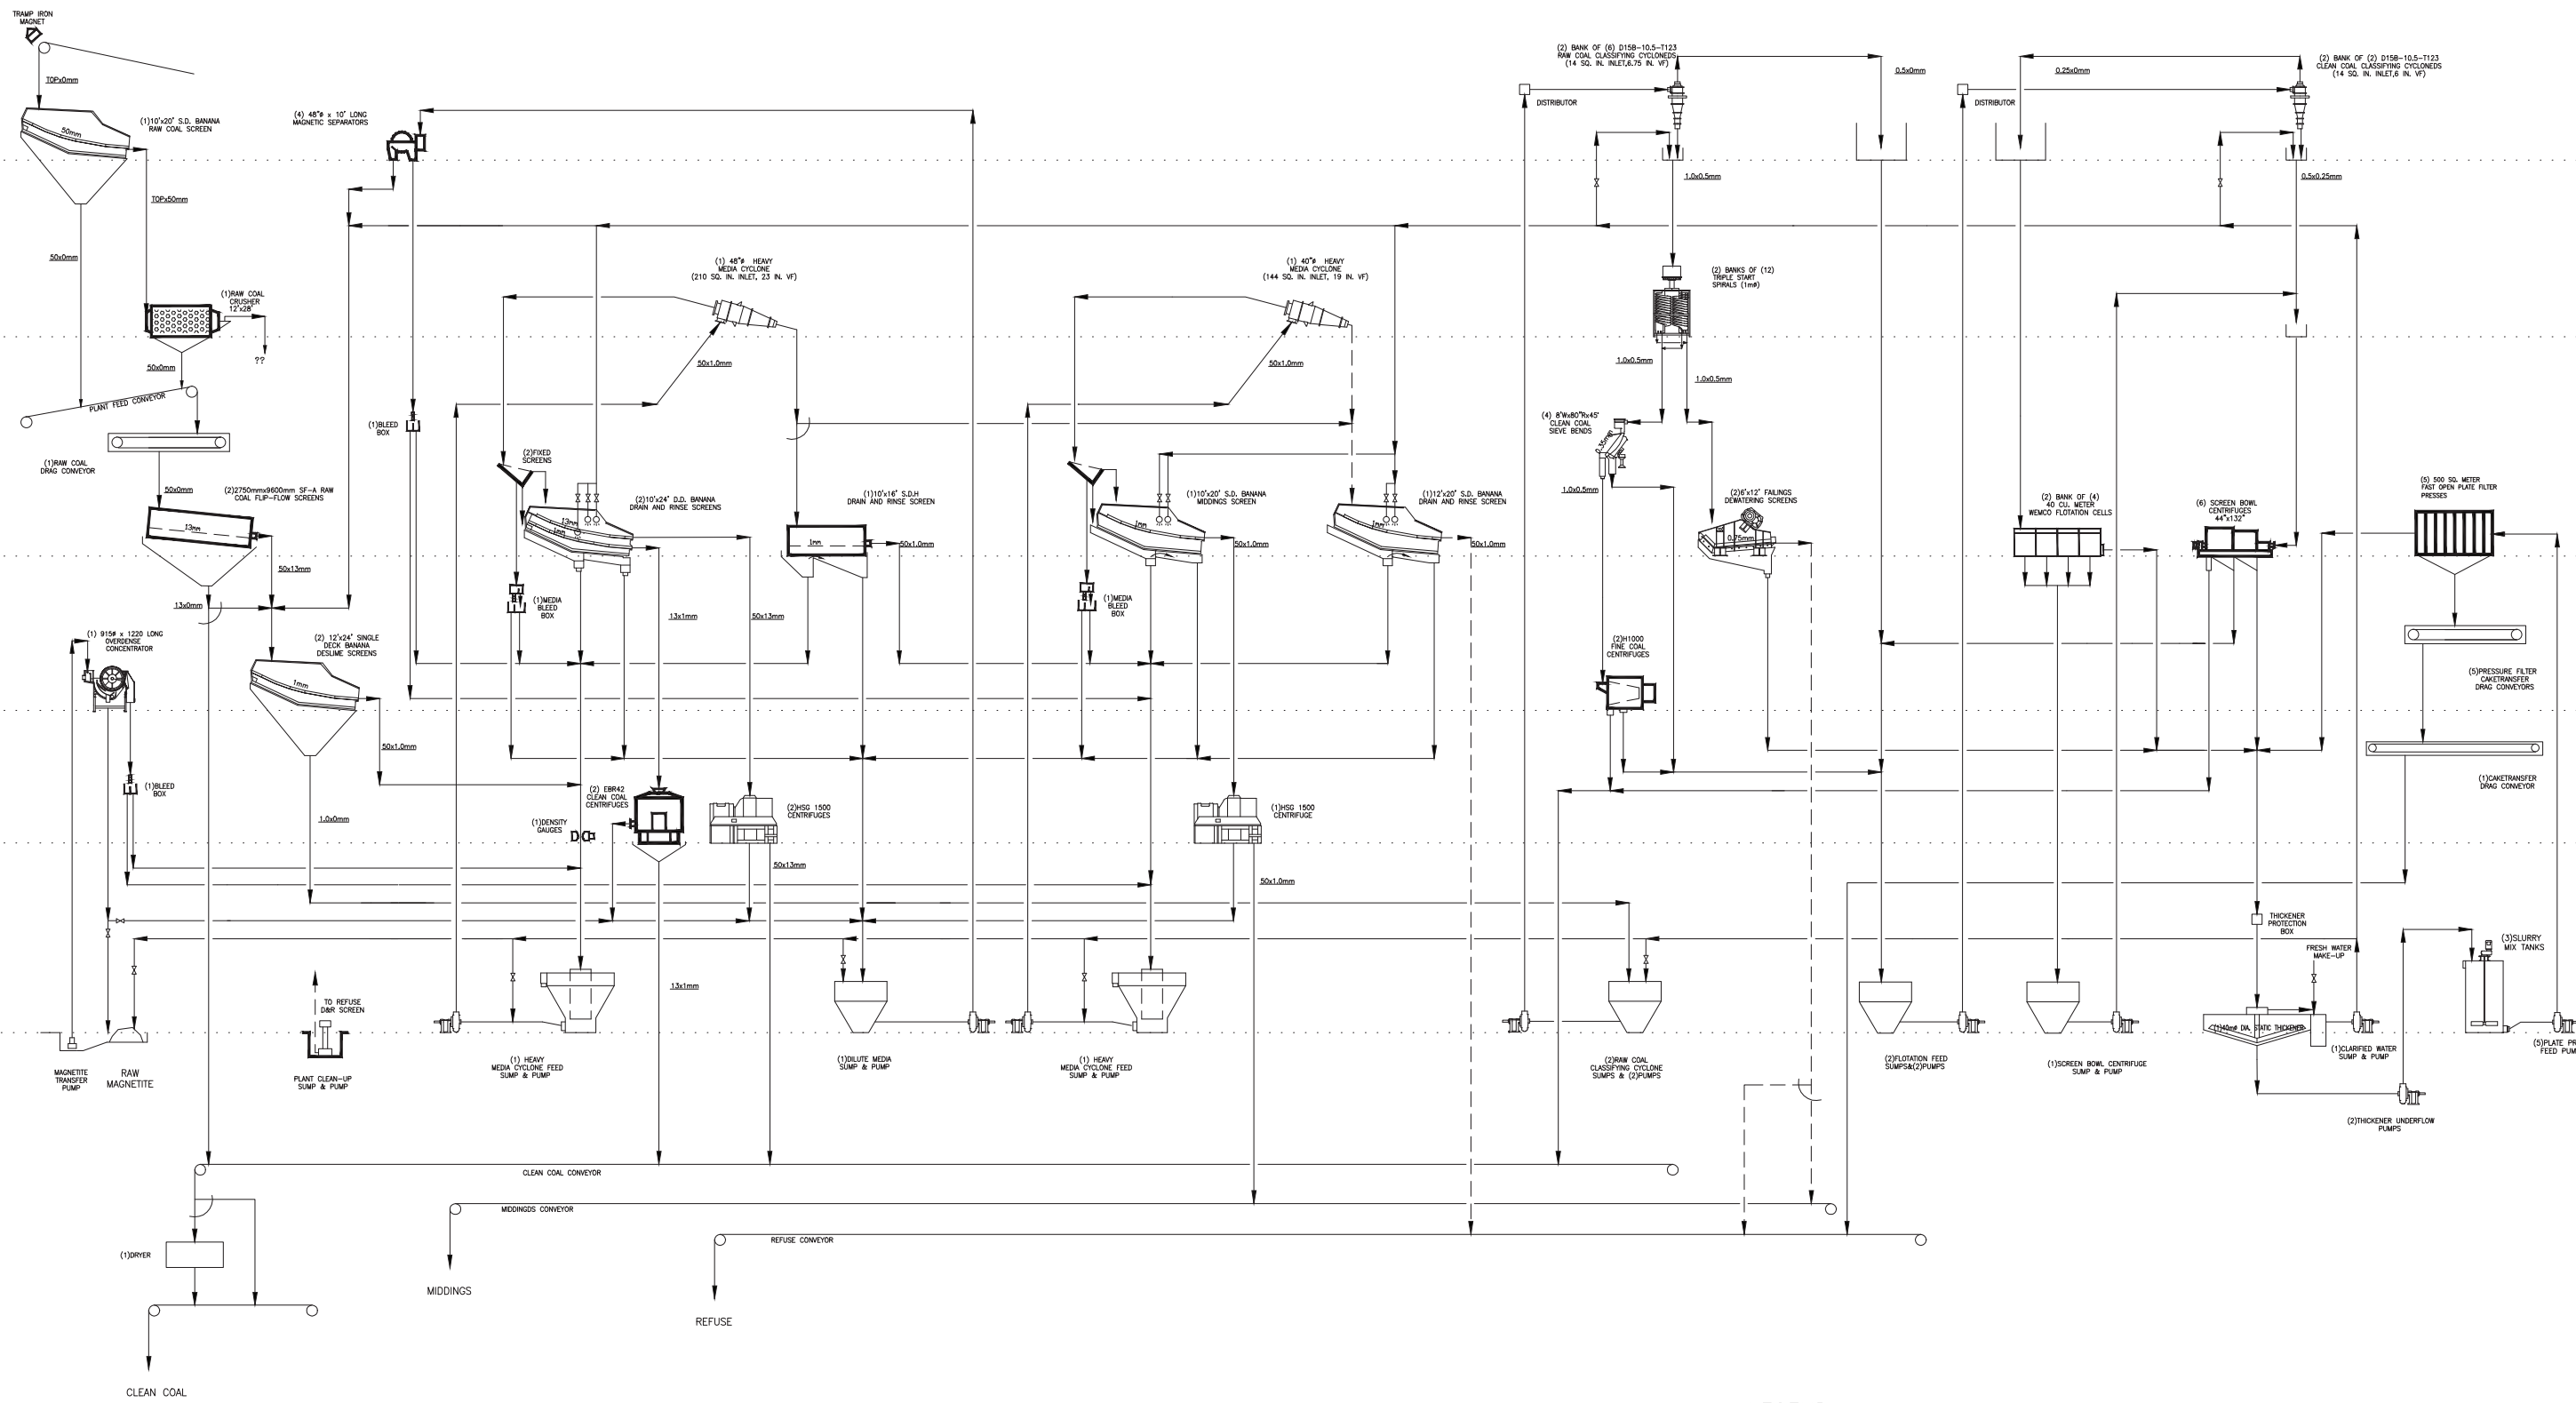 TRAMP IRON
MAGNET
TOPx0mm
50mm
(1)10'x20' S.D. BANANA
RAW COAL SCREEN
TOPx50mm
50x0mm
(1)RAW COAL
CRUSHER
12'x28'
??
50x0mm
PLANT FEED CONVEYOR
(1)RAW COAL
DRAG CONVEYOR
50x0mm
(2)2750mmx9600mm SF-A RAW
COAL FLIP-FLOW SCREENS
13mm
50x13mm
13x0mm
(1) 915ø x 1220 LONG
OVERDENSE
CONCENTRATOR
(2) 12'x24' SINGLE
DECK BANANA
DESLIME SCREENS
1mm
50x1.0mm
(1)BLEED
BOX
1.0x0mm
MAGNETITE
TRANSFER
PUMP
RAW
MAGNETITE
TO REFUSE
D&R SCREEN
PLANT CLEAN-UP
SUMP & PUMP
(4) 48"ø x 10' LONG
MAGNETIC SEPARATORS
(1)BLEED
BOX
(1) 48"ø HEAVY
MEDIA CYCLONE
(210 SQ. IN. INLET, 23 IN. VF)
50x1.0mm
(2)FIXED
SCREENS
(2)10'x24' D.D. BANANA
DRAIN AND RINSE SCREENS
13mm
1mm
(1)10'x16' S.D.H
DRAIN AND RINSE SCREEN
1mm
50x1.0mm
(1)MEDIA
BLEED
BOX
13x1mm
50x13mm
(2) EBR42
CLEAN COAL
CENTRIFUGES
(1)DENSITY
GAUGES
(2)HSG 1500
CENTRIFUGES
50x13mm
13x1mm
(1) HEAVY
MEDIA CYCLONE FEED
SUMP & PUMP
(1)DILUTE MEDIA
SUMP & PUMP
(1) 40"ø HEAVY
MEDIA CYCLONE
(144 SQ. IN. INLET, 19 IN. VF)
50x1.0mm
(1)10'x20' S.D. BANANA
MIDDINGS SCREEN
1mm
50x1.0mm
(1)12'x20' S.D. BANANA
DRAIN AND RINSE SCREEN
1mm
50x1.0mm
(1)MEDIA
BLEED
BOX
(1)HSG 1500
CENTRIFUGE
50x1.0mm
(1) HEAVY
MEDIA CYCLONE FEED
SUMP & PUMP
(2) BANK OF (6) D15B-10.5-T123
RAW COAL CLASSIFYING CYCLONEDS
(14 SQ. IN. INLET,6.75 IN. VF)
DISTRIBUTOR
0.5x0mm
1.0x0.5mm
(2) BANKS OF (12)
TRIPLE START
SPIRALS (1mø)
1.0x0.5mm
1.0x0.5mm
(4) 8'Wx80"Rx45°
CLEAN COAL
SIEVE BENDS
.35mm
1.0x0.5mm
(2)6'x12' FAILINGS
DEWATERING SCREENS
0.75mm
(2)H1000
FINE COAL
CENTRIFUGES
(2)RAW COAL
CLASSIFYING CYCLONE
SUMPS & (2)PUMPS
(2) BANK OF (2) D15B-10.5-T123
CLEAN COAL CLASSIFYING CYCLONEDS
(14 SQ. IN. INLET,6 IN. VF)
0.25x0mm
DISTRIBUTOR
0.5x0.25mm
(2) BANK OF (4)
40 CU. METER
WEMCO FLOTATION CELLS
(6) SCREEN BOWL
CENTRIFUGES
44"x132"
(5) 500 SQ. METER
FAST OPEN PLATE FILTER
PRESSES
(5)PRESSURE FILTER
CAKETRANSFER
DRAG CONVEYORS
(1)CAKETRANSFER
DRAG CONVEYOR
THICKENER
PROTECTION
BOX
FRESH WATER
MAKE-UP
(3)SLURRY
MIX TANKS
(1)40mø DIA. STATIC THICKENER
(2)FLOTATION FEED
SUMPS&(2)PUMPS
(1)SCREEN BOWL CENTRIFUGE
SUMP & PUMP
(1)CLARIFIED WATER
SUMP & PUMP
(5)PLATE PR
FEED PUM
(2)THICKENER UNDERFLOW
PUMPS
CLEAN COAL CONVEYOR
MIDDINGDS CONVEYOR
REFUSE CONVEYOR
(1)DRYER
MIDDINGS
REFUSE
CLEAN COAL